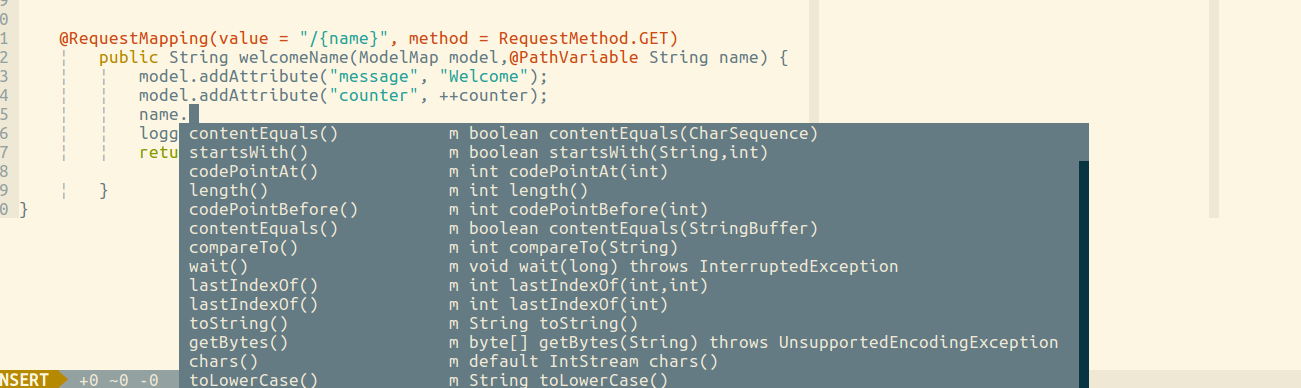 9
0
1 @RequestMapping(value = "/{name}", method = RequestMethod.GET)
2 public String welcomeName(ModelMap model,@PathVariable String name) {
3 model.addAttribute("message", "Welcome");
4 model.addAttribute("counter", ++counter);
5 name.
6 logg contentEquals() m boolean contentEquals(CharSequence)
7 retu startsWith() m boolean startsWith(String,int)
8 codePointAt() m int codePointAt(int)
9 } length() m int length()
0 } codePointBefore() m int codePointBefore(int)
contentEquals() m boolean contentEquals(StringBuffer)
compareTo() m int compareTo(String)
wait() m void wait(long) throws InterruptedException
lastIndexOf() m int lastIndexOf(int,int)
lastIndexOf() m int lastIndexOf(int)
toString() m String toString()
getBytes() m byte[] getBytes(String) throws UnsupportedEncodingException
chars() m default IntStream chars()
NSERT +0 ~0 -0 toLowerCase() m String toLowerCase()